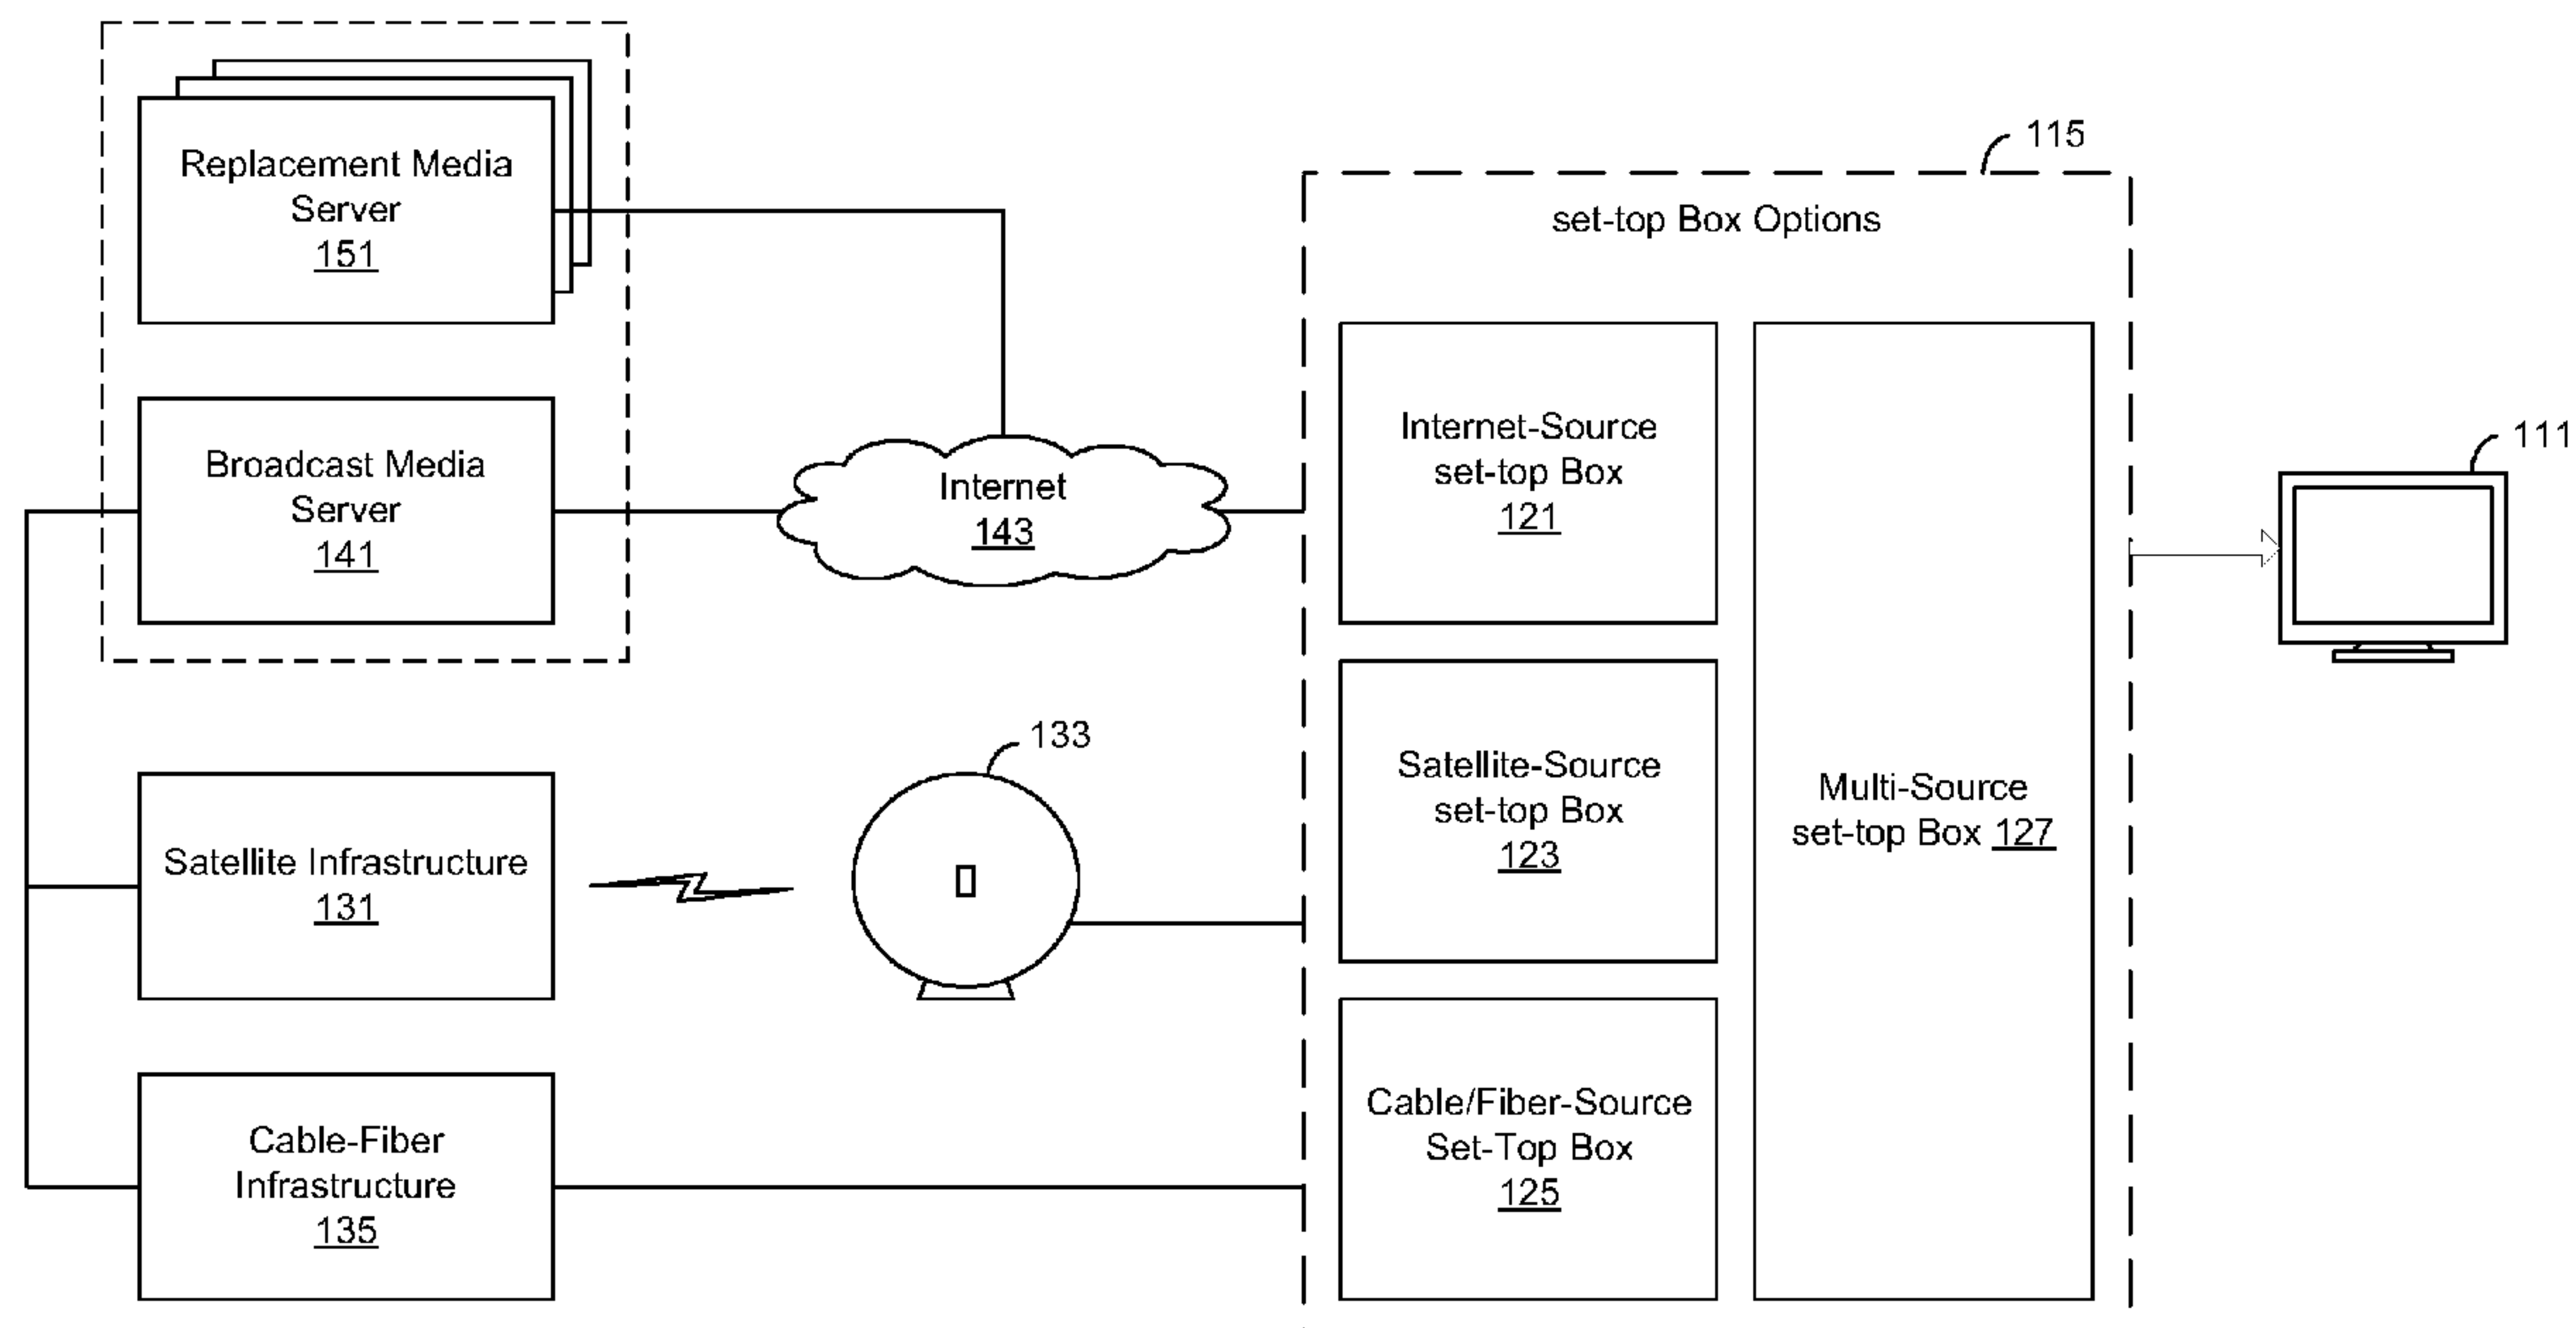 Replacement Media
Server
151
Broadcast Media
Server
141
Satellite Infrastructure
131
Cable-Fiber
Infrastructure
135
Internet
143
133
115
set-top Box Options
Internet-Source
set-top Box
121
Satellite-Source
set-top Box
123
Cable/Fiber-Source
Set-Top Box
125
Multi-Source
set-top Box 127
111